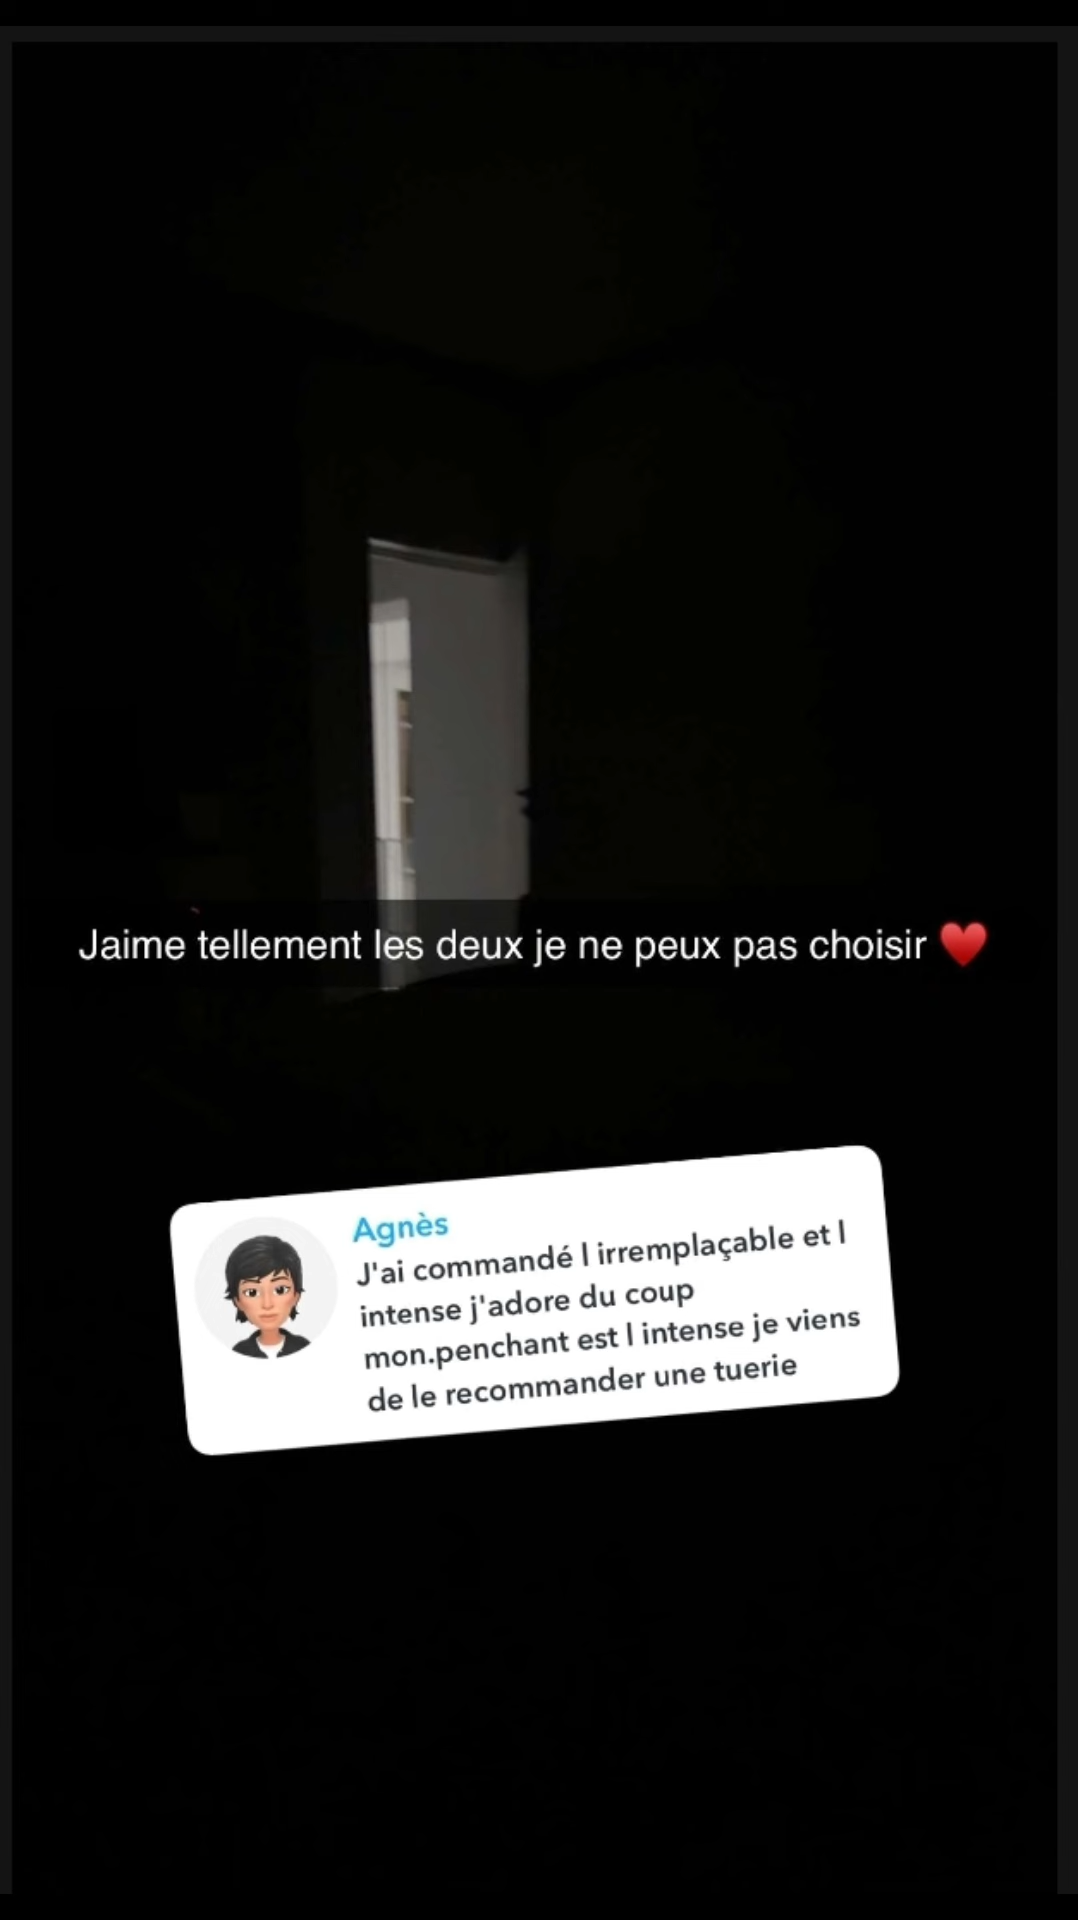 Jaime tellement les deux je ne peux pas choisir ♥️
Agnès
J'ai commandé l irremplaçable et l
intense j'adore du coup
mon.penchant est l intense je viens
de le recommander une tuerie